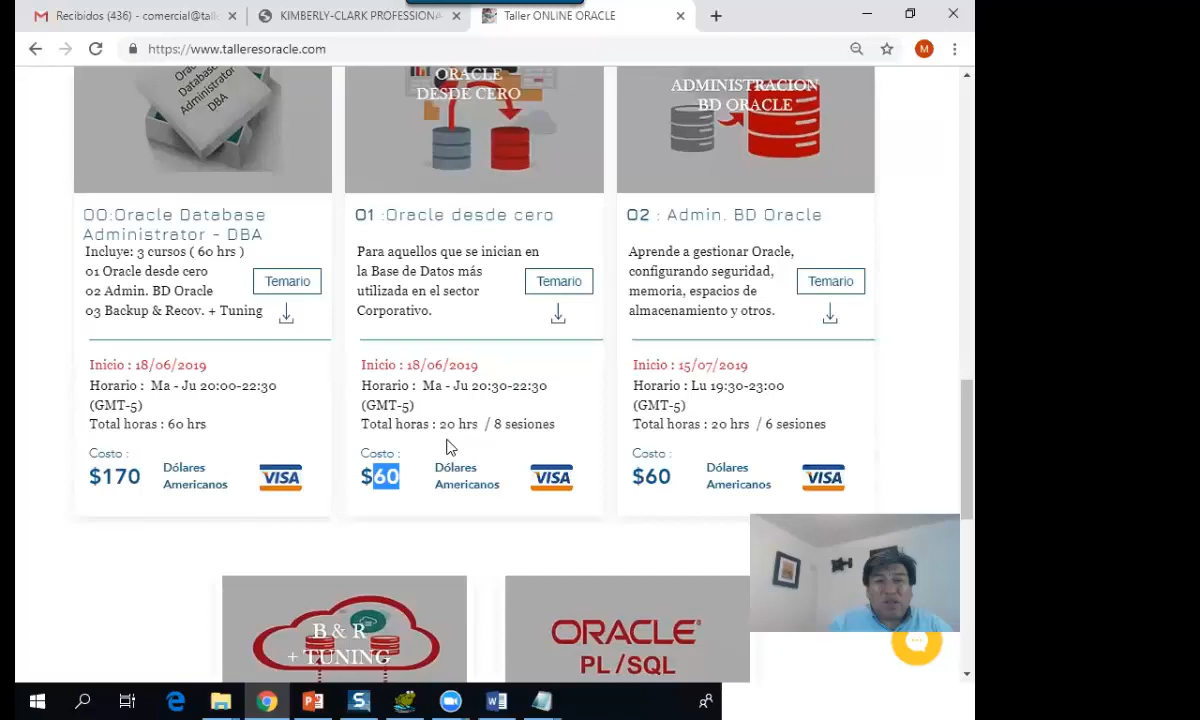 Recibidos (436) - comercial@tall
KIMBERLY-CLARK PROFESSIONA
Taller ONLINE ORACLE
https://www.talleresoracle.com
M
Oracle
Database
Administrator
DBA
ORACLE
DESDE CERO
ADMINISTRACION
BD ORACLE
00:Oracle Database
Administrator - DBA
Incluye: 3 cursos ( 60 hrs )
01 Oracle desde cero
02 Admin. BD Oracle
03 Backup & Recov. + Tuning
Temario
Inicio : 18/06/2019
Horario : Ma - Ju 20:00-22:30
(GMT-5)
Total horas : 60 hrs
Costo :
$170
Dólares
Americanos
VISA
01 :Oracle desde cero
Para aquellos que se inician en
la Base de Datos más
utilizada en el sector
Corporativo.
Temario
Inicio : 18/06/2019
Horario : Ma - Ju 20:30-22:30
(GMT-5)
Total horas : 20 hrs / 8 sesiones
Costo :
$60
Dólares
Americanos
VISA
02 : Admin. BD Oracle
Aprende a gestionar Oracle,
configurando seguridad,
memoria, espacios de
almacenamiento y otros.
Temario
Inicio : 15/07/2019
Horario : Lu 19:30-23:00
(GMT-5)
Total horas : 20 hrs / 6 sesiones
Costo :
$60
Dólares
Americanos
VISA
B & R
+ TUNING
ORACLE
PL/SQL